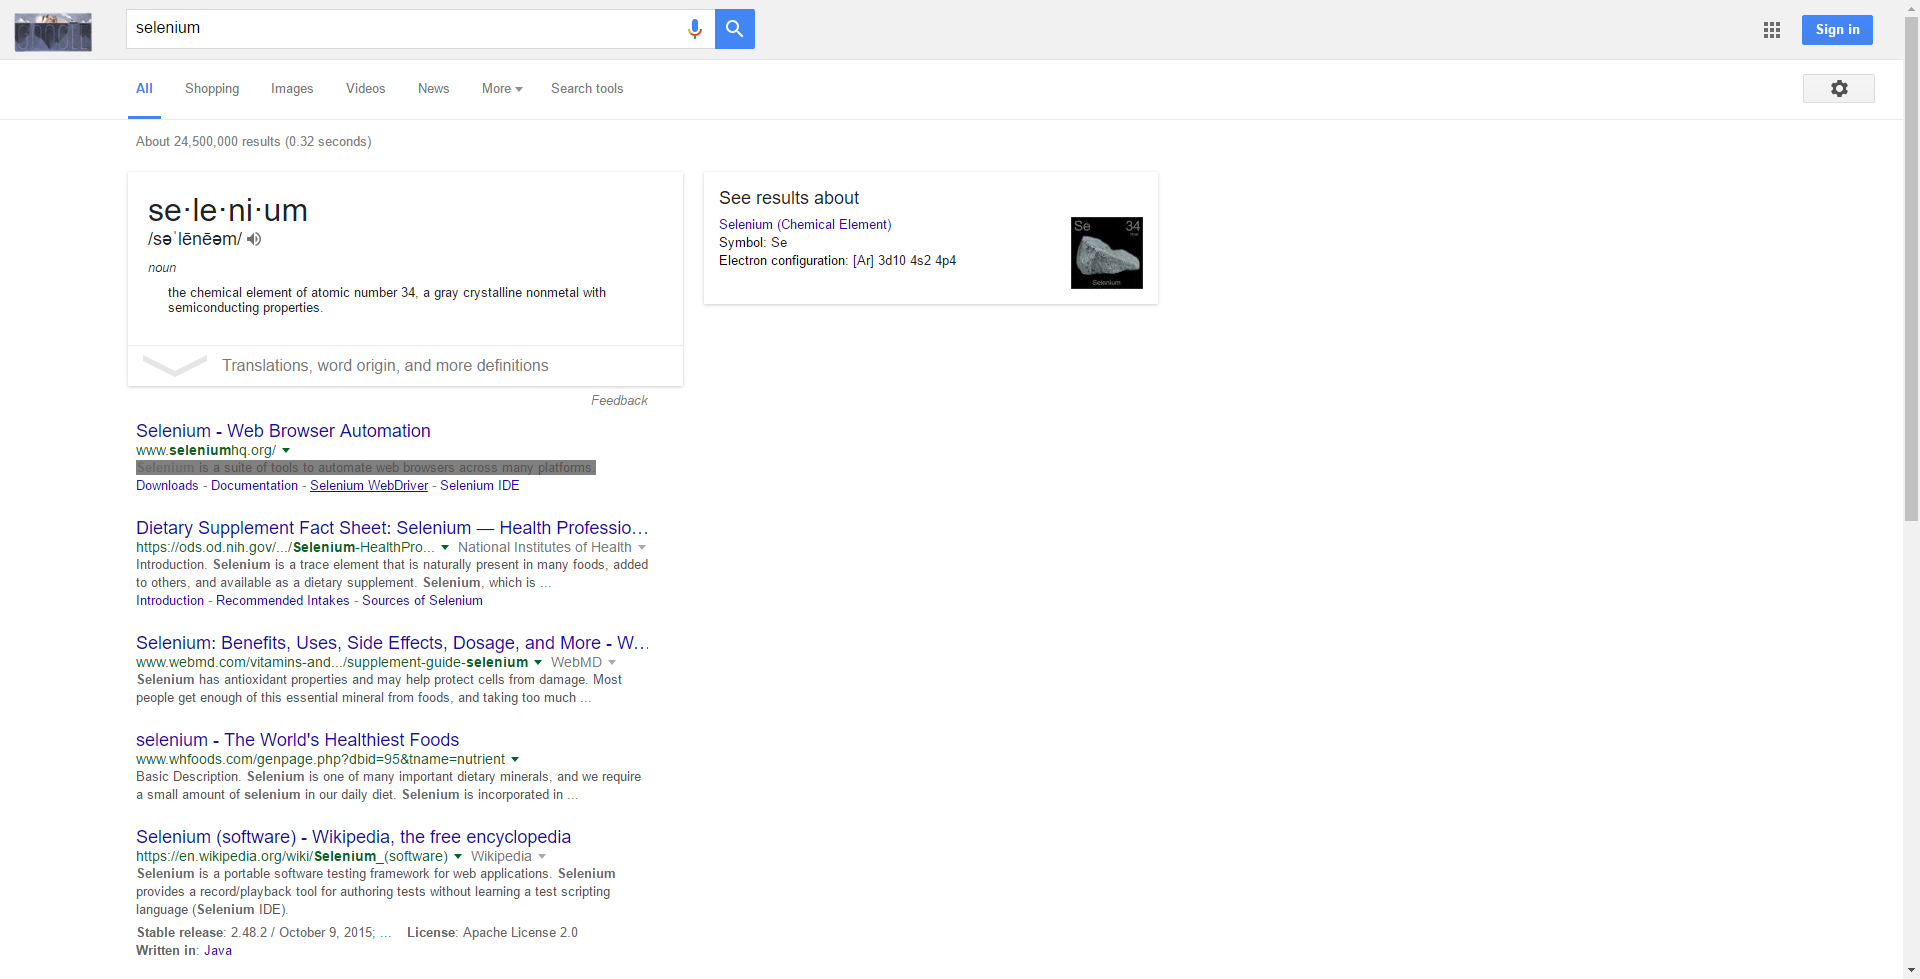 selenium
Sign in
All Shopping Images Videos News More Search tools
About 24,500,000 results (0.32 seconds)
se·le·ni·um
/səˈlēnēəm/
noun
the chemical element of atomic number 34, a gray crystalline nonmetal with
semiconducting properties.
Translations, word origin, and more definitions
Feedback
See results about
Selenium (Chemical Element)
Symbol: Se
Electron configuration: [Ar] 3d10 4s2 4p4
Se 34
Selenium
Selenium - Web Browser Automation
www.seleniumhq.org/
Selenium is a suite of tools to automate web browsers across many platforms.
Downloads - Documentation - Selenium WebDriver - Selenium IDE
Dietary Supplement Fact Sheet: Selenium — Health Professio...
https://ods.od.nih.gov/.../Selenium-HealthPro... National Institutes of Health
Introduction. Selenium is a trace element that is naturally present in many foods, added
to others, and available as a dietary supplement. Selenium, which is ...
Introduction - Recommended Intakes - Sources of Selenium
Selenium: Benefits, Uses, Side Effects, Dosage, and More - W...
www.webmd.com/vitamins-and.../supplement-guide-selenium WebMD
Selenium has antioxidant properties and may help protect cells from damage. Most
people get enough of this essential mineral from foods, and taking too much ...
selenium - The World's Healthiest Foods
www.whfoods.com/genpage.php?dbid=95&tname=nutrient
Basic Description. Selenium is one of many important dietary minerals, and we require
a small amount of selenium in our daily diet. Selenium is incorporated in ...
Selenium (software) - Wikipedia, the free encyclopedia
https://en.wikipedia.org/wiki/Selenium_(software) Wikipedia
Selenium is a portable software testing framework for web applications. Selenium
provides a record/playback tool for authoring tests without learning a test scripting
language (Selenium IDE).
Stable release: 2.48.2 / October 9, 2015; ... License: Apache License 2.0
Written in: Java